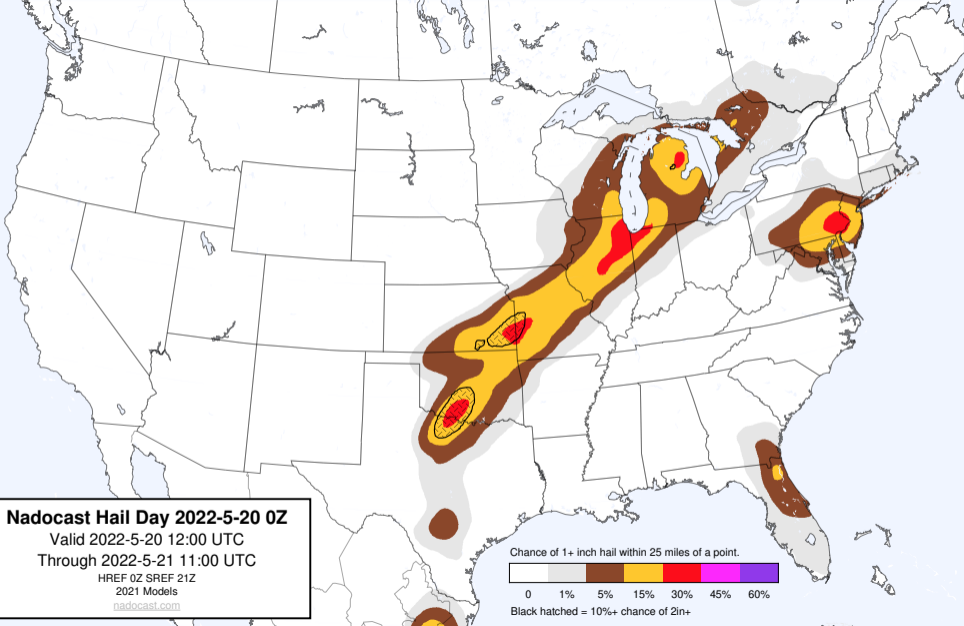 Nadocast Hail Day 2022-5-20 0Z
Valid 2022-5-20 12:00 UTC
Through 2022-5-21 11:00 UTC
HREF 0Z SREF 21Z
2021 Models
nadocast.com
Chance of 1+ inch hail within 25 miles of a point.
0 1% 5% 15% 30% 45% 60%
Black hatched = 10%+ chance of 2in+